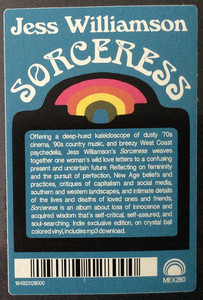 Jess Williamson
SORCERESS
Offering a deep-hued kaleidoscope of dusty '70s
cinema, '90s country music, and breezy West Coast
psychedelia, Jess Williamson's Sorceress weaves
together one woman's wild love letters to a confusing
present and uncertain future. Reflecting on femininity
and the pursuit of perfection, New Age beliefs and
practices, critiques of capitalism and social media,
southern and western landscapes, and intimate details
of the lives and deaths of loved ones and friends,
Sorceress is an album about loss of innocence and
acquired wisdom that's self-critical, self-assured, and
soul-searching. Indie exclusive edition, on crystal ball
colored vinyl, includes mp3 download.
184923128000
MEX280